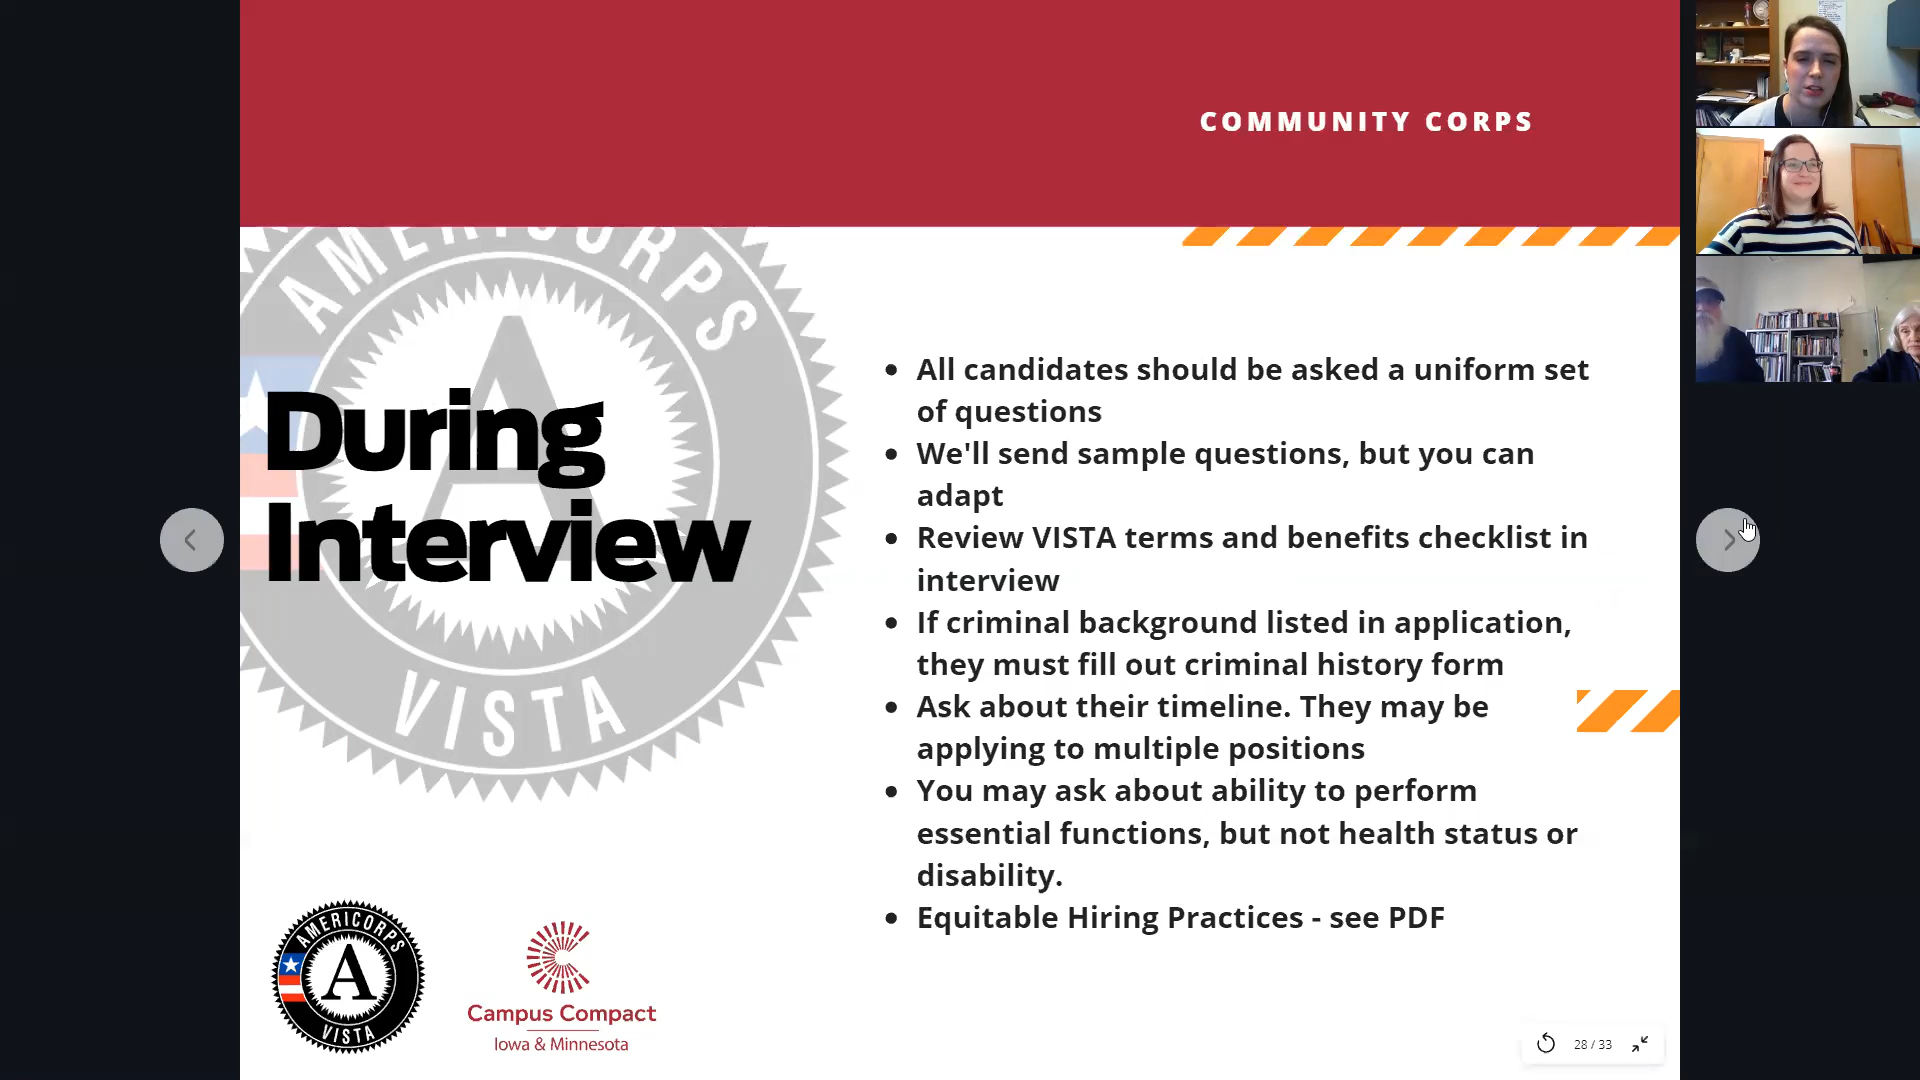 COMMUNITY CORPS
AMERICORPS
VISTA
During
Interview
• All candidates should be asked a uniform set
of questions
• We'll send sample questions, but you can
adapt
• Review VISTA terms and benefits checklist in
interview
• If criminal background listed in application,
they must fill out criminal history form
• Ask about their timeline. They may be
applying to multiple positions
• You may ask about ability to perform
essential functions, but not health status or
disability.
• Equitable Hiring Practices - see PDF
AMERICORPS
A
VISTA
Campus Compact
Iowa & Minnesota
28 / 33